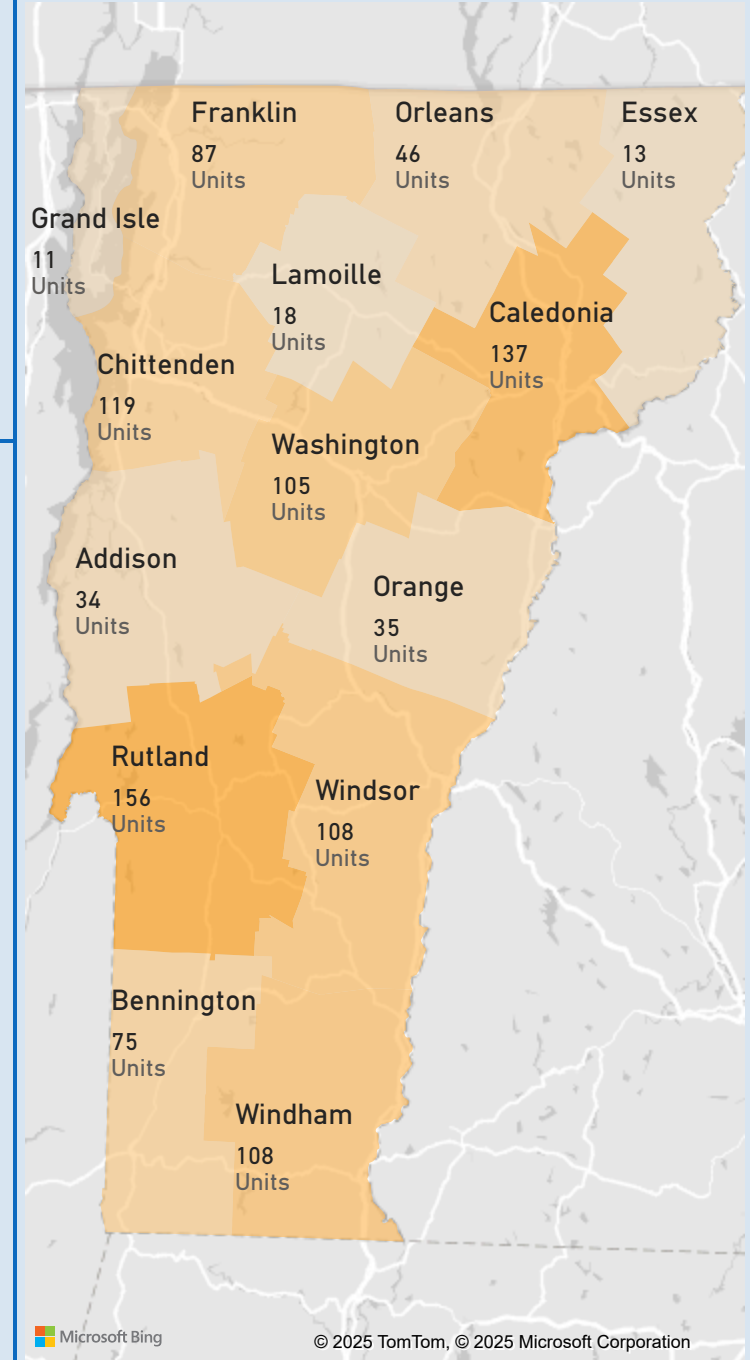 Franklin
87
Units
Orleans
46
Units
Essex
13
Units
Grand Isle
11
Units
Lamoille
18
Units
Caledonia
137
Units
Chittenden
119
Units
Washington
105
Units
Addison
34
Units
Orange
35
Units
Rutland
156
Units
Windsor
108
Units
Bennington
75
Units
Windham
108
Units
Microsoft Bing
© 2025 TomTom, © 2025 Microsoft Corporation